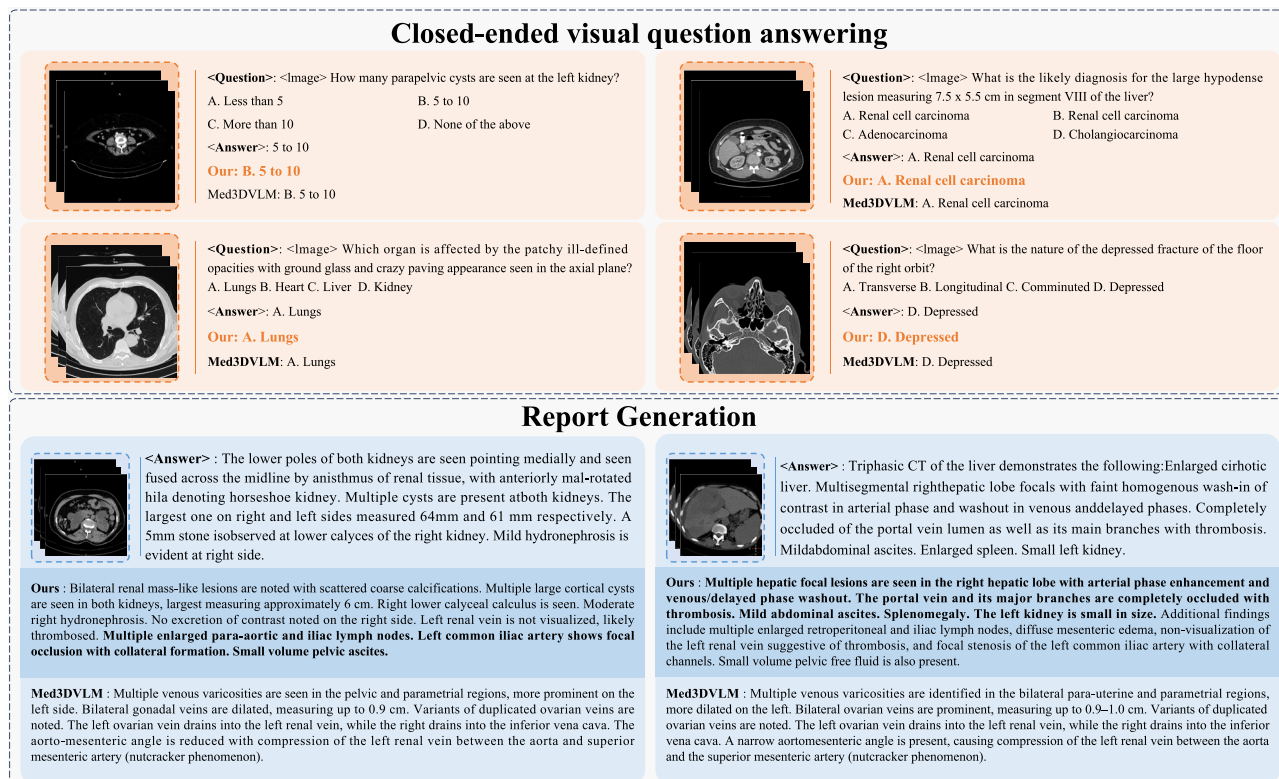 Closed-ended visual question answering
<Question>: <Image> How many parapelvic cysts are seen at the left kidney?
A. Less than 5
B. 5 to 10
C. More than 10
D. None of the above
<Answer>: 5 to 10
Our: B. 5 to 10
Med3DVLM: B. 5 to 10
<Question>: <Image> What is the likely diagnosis for the large hypodense
lesion measuring 7.5 x 5.5 cm in segment VIII of the liver?
A. Renal cell carcinoma
B. Renal cell carcinoma
C. Adenocarcinoma
D. Cholangiocarcinoma
<Answer>: A. Renal cell carcinoma
Our: A. Renal cell carcinoma
Med3DVLM: A. Renal cell carcinoma
<Question>: <Image> Which organ is affected by the patchy ill-defined
opacities with ground glass and crazy paving appearance seen in the axial plane?
A. Lungs B. Heart C. Liver D. Kidney
<Answer>: A. Lungs
Our: A. Lungs
Med3DVLM: A. Lungs
<Question>: <Image> What is the nature of the depressed fracture of the floor
of the right orbit?
A. Transverse B. Longitudinal C. Comminuted D. Depressed
<Answer>: D. Depressed
Our: D. Depressed
Med3DVLM: D. Depressed
Report Generation
<Answer> : The lower poles of both kidneys are seen pointing medially and seen
fused across the midline by anisthmus of renal tissue, with anteriorly mal-rotated
hila denoting horseshoe kidney. Multiple cysts are present atboth kidneys. The
largest one on right and left sides measured 64mm and 61 mm respectively. A
5mm stone isobserved at lower calyces of the right kidney. Mild hydronephrosis is
evident at right side.
Ours : Bilateral renal mass-like lesions are noted with scattered coarse calcifications. Multiple large cortical cysts
are seen in both kidneys, largest measuring approximately 6 cm. Right lower calyceal calculus is seen. Moderate
right hydronephrosis. No excretion of contrast noted on the right side. Left renal vein is not visualized, likely
thrombosed. Multiple enlarged para-aortic and iliac lymph nodes. Left common iliac artery shows focal
occlusion with collateral formation. Small volume pelvic ascites.
Med3DVLM : Multiple venous varicosities are seen in the pelvic and parametrial regions, more prominent on the
left side. Bilateral gonadal veins are dilated, measuring up to 0.9 cm. Variants of duplicated ovarian veins are
noted. The left ovarian vein drains into the left renal vein, while the right drains into the inferior vena cava. The
aorto-mesenteric angle is reduced with compression of the left renal vein between the aorta and superior
mesenteric artery (nutcracker phenomenon).
<Answer> : Triphasic CT of the liver demonstrates the following:Enlarged cirhotic
liver. Multisegmental righthepatic lobe focals with faint homogenous wash-in of
contrast in arterial phase and washout in venous anddelayed phases. Completely
occluded of the portal vein lumen as well as its main branches with thrombosis.
Mildabdominal ascites. Enlarged spleen. Small left kidney.
Ours : Multiple hepatic focal lesions are seen in the right hepatic lobe with arterial phase enhancement and
venous/delayed phase washout. The portal vein and its major branches are completely occluded with
thrombosis. Mild abdominal ascites. Splenomegaly. The left kidney is small in size. Additional findings
include multiple enlarged retroperitoneal and iliac lymph nodes, diffuse mesenteric edema, non-visualization of
the left renal vein suggestive of thrombosis, and focal stenosis of the left common iliac artery with collateral
channels. Small volume pelvic free fluid is also present.
Med3DVLM : Multiple venous varicosities are identified in the bilateral para-uterine and parametrial regions,
more dilated on the left. Bilateral ovarian veins are prominent, measuring up to 0.9–1.0 cm. Variants of duplicated
ovarian veins are noted. The left ovarian vein drains into the left renal vein, while the right drains into the inferior
vena cava. A narrow aortomesenteric angle is present, causing compression of the left renal vein between the aorta
and the superior mesenteric artery (nutcracker phenomenon).